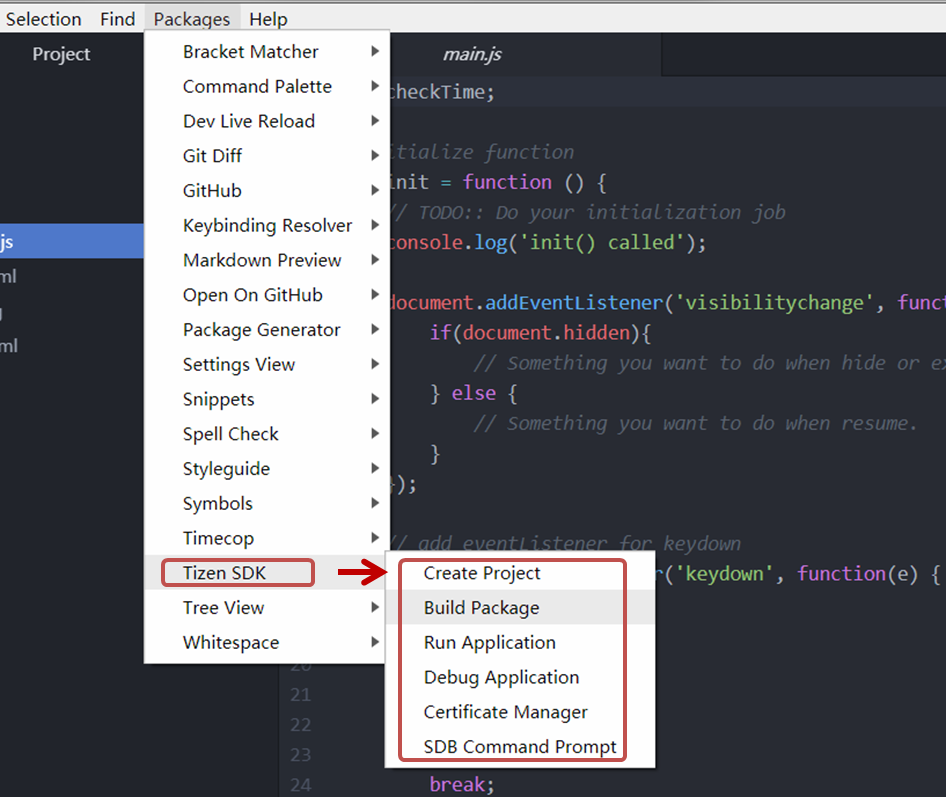 Selection Find Packages Help
Project
main.js
js
ml
ml
Bracket Matcher
Command Palette
Dev Live Reload
Git Diff
GitHub
Keybinding Resolver
Markdown Preview
Open On GitHub
Package Generator
Settings View
Snippets
Spell Check
Styleguide
Symbols
Timecop
Tizen SDK
Tree View
Whitespace
Create Project
Build Package
Run Application
Debug Application
Certificate Manager
SDB Command Prompt
checkTime;
itialize function
init = function () {
// TODO:: Do your initialization job
console.log('init() called');
document.addEventListener('visibilitychange', funct
if(document.hidden){
// Something you want to do when hide or ex
} else {
// Something you want to do when resume.
}
});
// add eventListener for keydown
r('keydown', function(e) {
20
21
22
23
24 break;